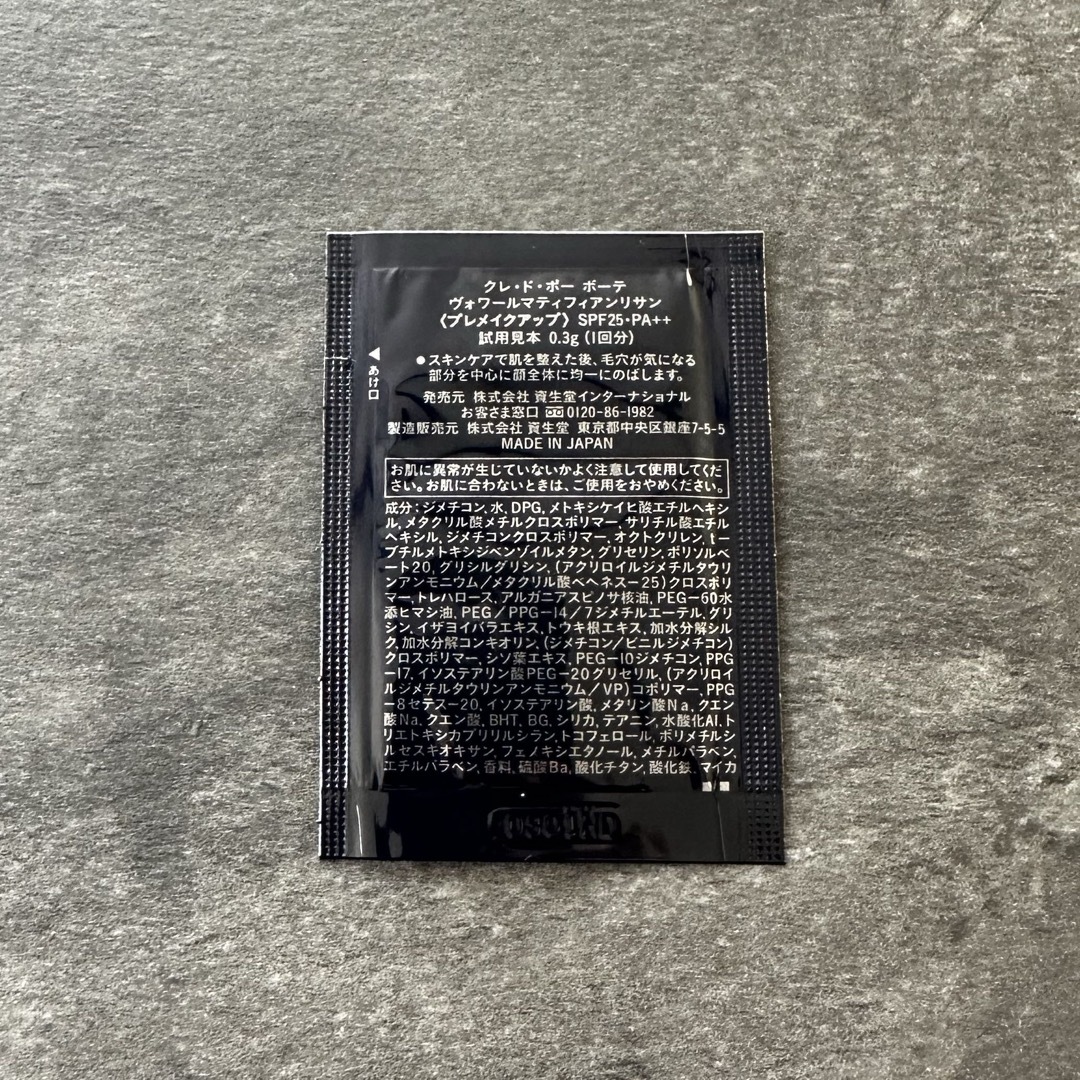 クレ・ド・ポー ボーテ
ヴォワールマティフィアンリサン
〈プレメイクアップ〉 SPF25・PA++
試用見本 0.3g (1回分)
◀あけ口
●スキンケアで肌を整えた後、毛穴が気になる
部分を中心に顔全体に均一にのばします。
発売元 株式会社 資生堂インターナショナル
お客さま窓口 0120-86-1982
製造販売元 株式会社 資生堂 東京都中央区銀座7-5-5
MADE IN JAPAN
お肌に異常が生じていないかよく注意して使用してくだ
さい。お肌に合わないときは、ご使用をおやめください。
成分：ジメチコン, 水, DPG, メトキシケイヒ酸エチルヘキシ
ル, メタクリル酸メチルクロスポリマー, サリチル酸エチル
ヘキシル, ジメチコンクロスポリマー, オクトクリレン, t-
ブチルメトキシジベンゾイルメタン, グリセリン, ポリソルベ
ート20, グリシルグリシン, (アクリロイルジメチルタウリ
ンアンモニウム/メタクリル酸ベヘネス-25)クロスポリ
マー, トレハロース, アルガニアスピノサ核油, PEG-60水
添ヒマシ油, PEG/PPG-14/7ジメチルエーテル, グリ
シン, イザヨイバラエキス, トウキ根エキス, 加水分解シル
ク, 加水分解コンキオリン, (ジメチコン/ビニルジメチコン)
クロスポリマー, シソ葉エキス, PEG-10ジメチコン, PPG
-17, イソステアリン酸PEG-20グリセリル, (アクリロイ
ルジメチルタウリンアンモニウム/VP)コポリマー, PPG
-8セテス-20, イソステアリン酸, メタリン酸Na, クエン
酸Na, クエン酸, BHT, BG, シリカ, テアニン, 水酸化Al, ト
リエトキシカプリリルシラン, トコフェロール, ポリメチルシ
ルセスキオキサン, フェノキシエタノール, メチルパラベン,
エチルパラベン, 香料, 硫酸Ba, 酸化チタン, 酸化鉄, マイカ